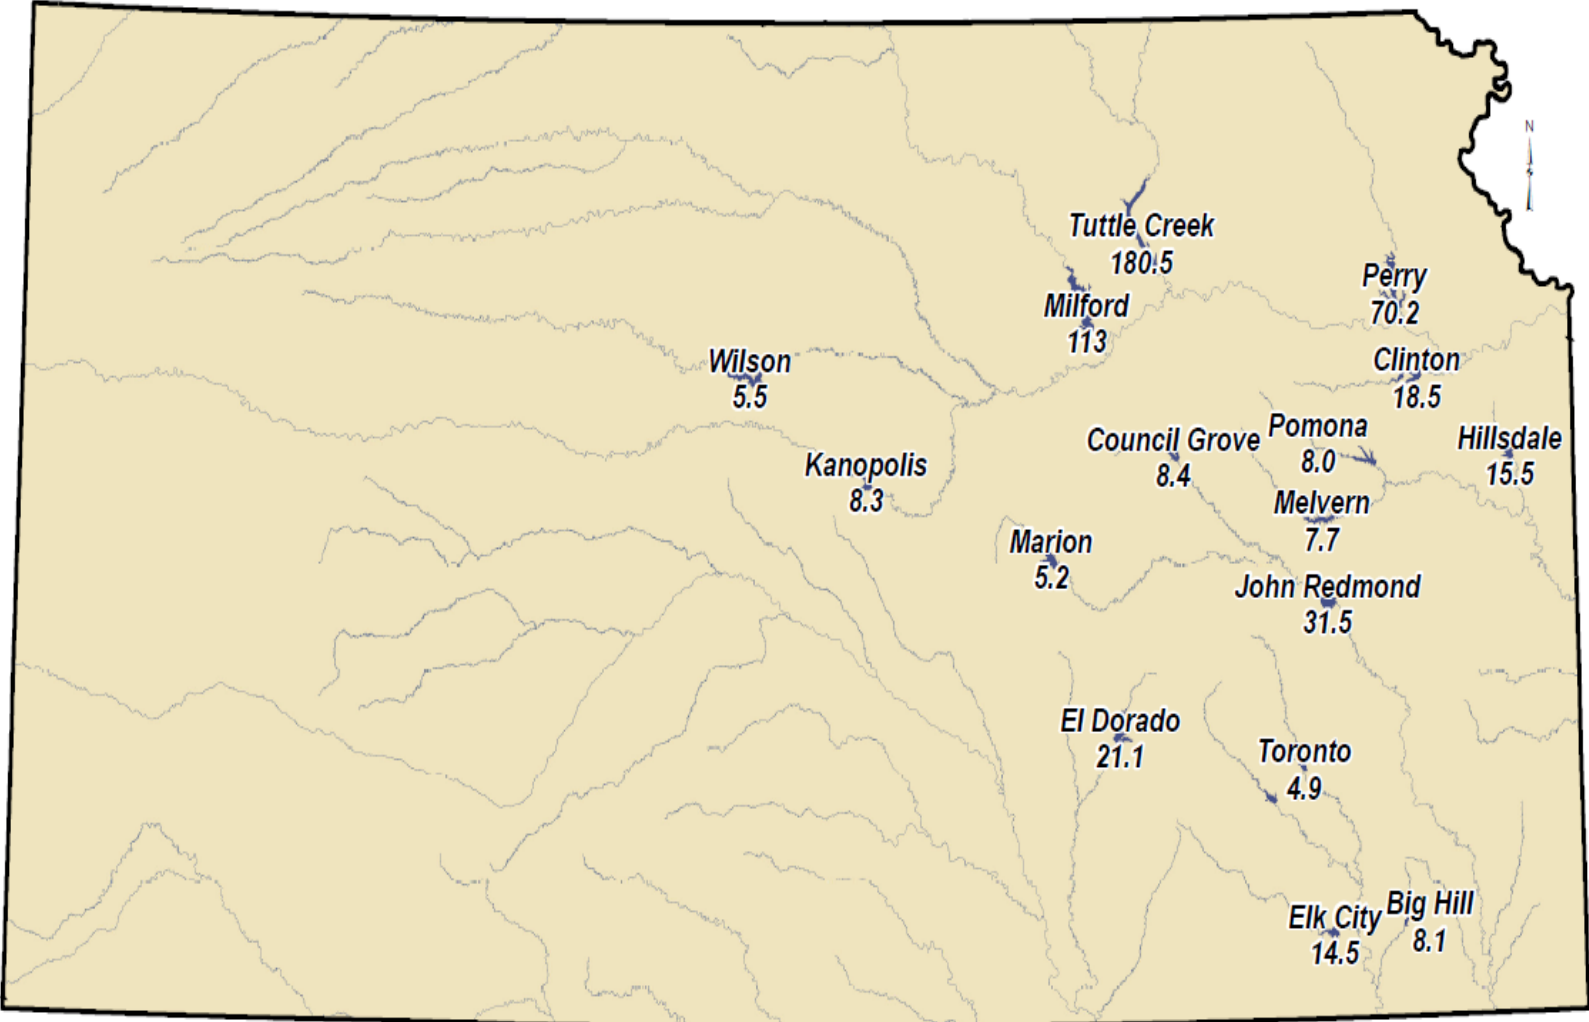 N
Tuttle Creek
180.5
Perry
70.2
Milford
113
Wilson
5.5
Clinton
18.5
Council Grove
8.4
Pomona
8.0
Hillsdale
15.5
Kanopolis
8.3
Melvern
7.7
Marion
5.2
John Redmond
31.5
El Dorado
21.1
Toronto
4.9
Elk City
14.5
Big Hill
8.1